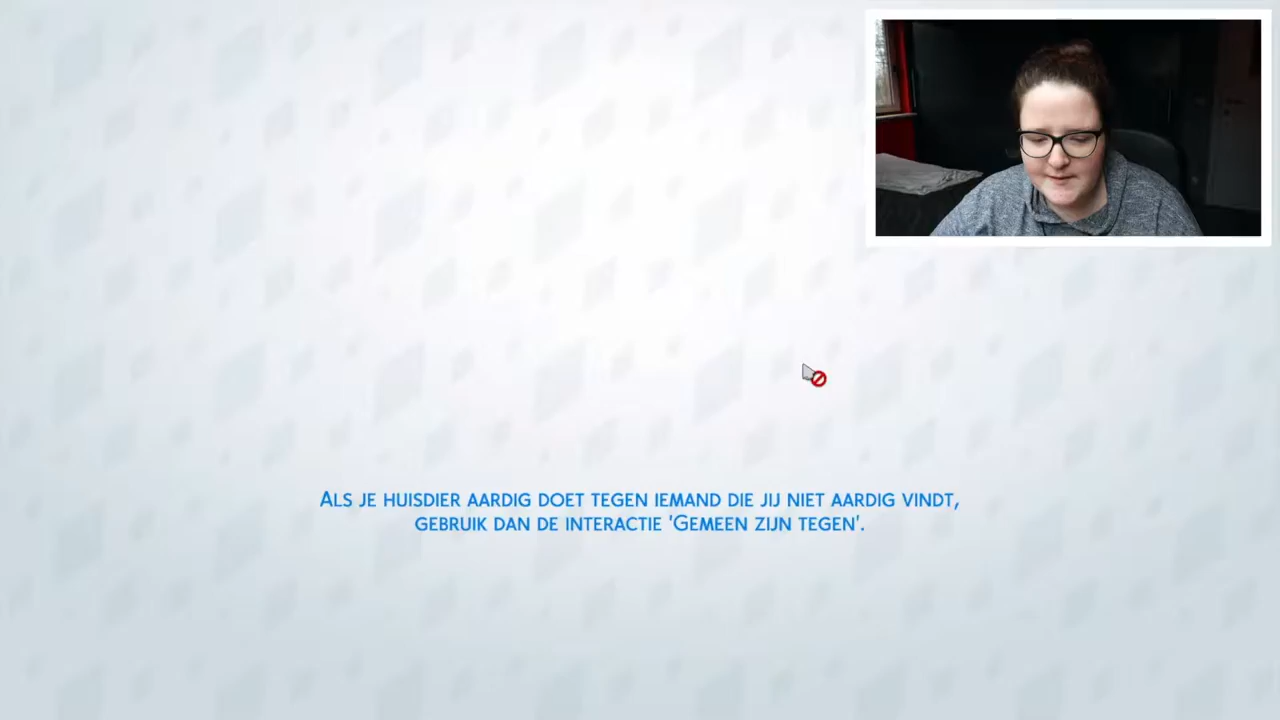 Als je huisdier aardig doet tegen iemand die jij niet aardig vindt,
gebruik dan de interactie 'Gemeen zijn tegen'.